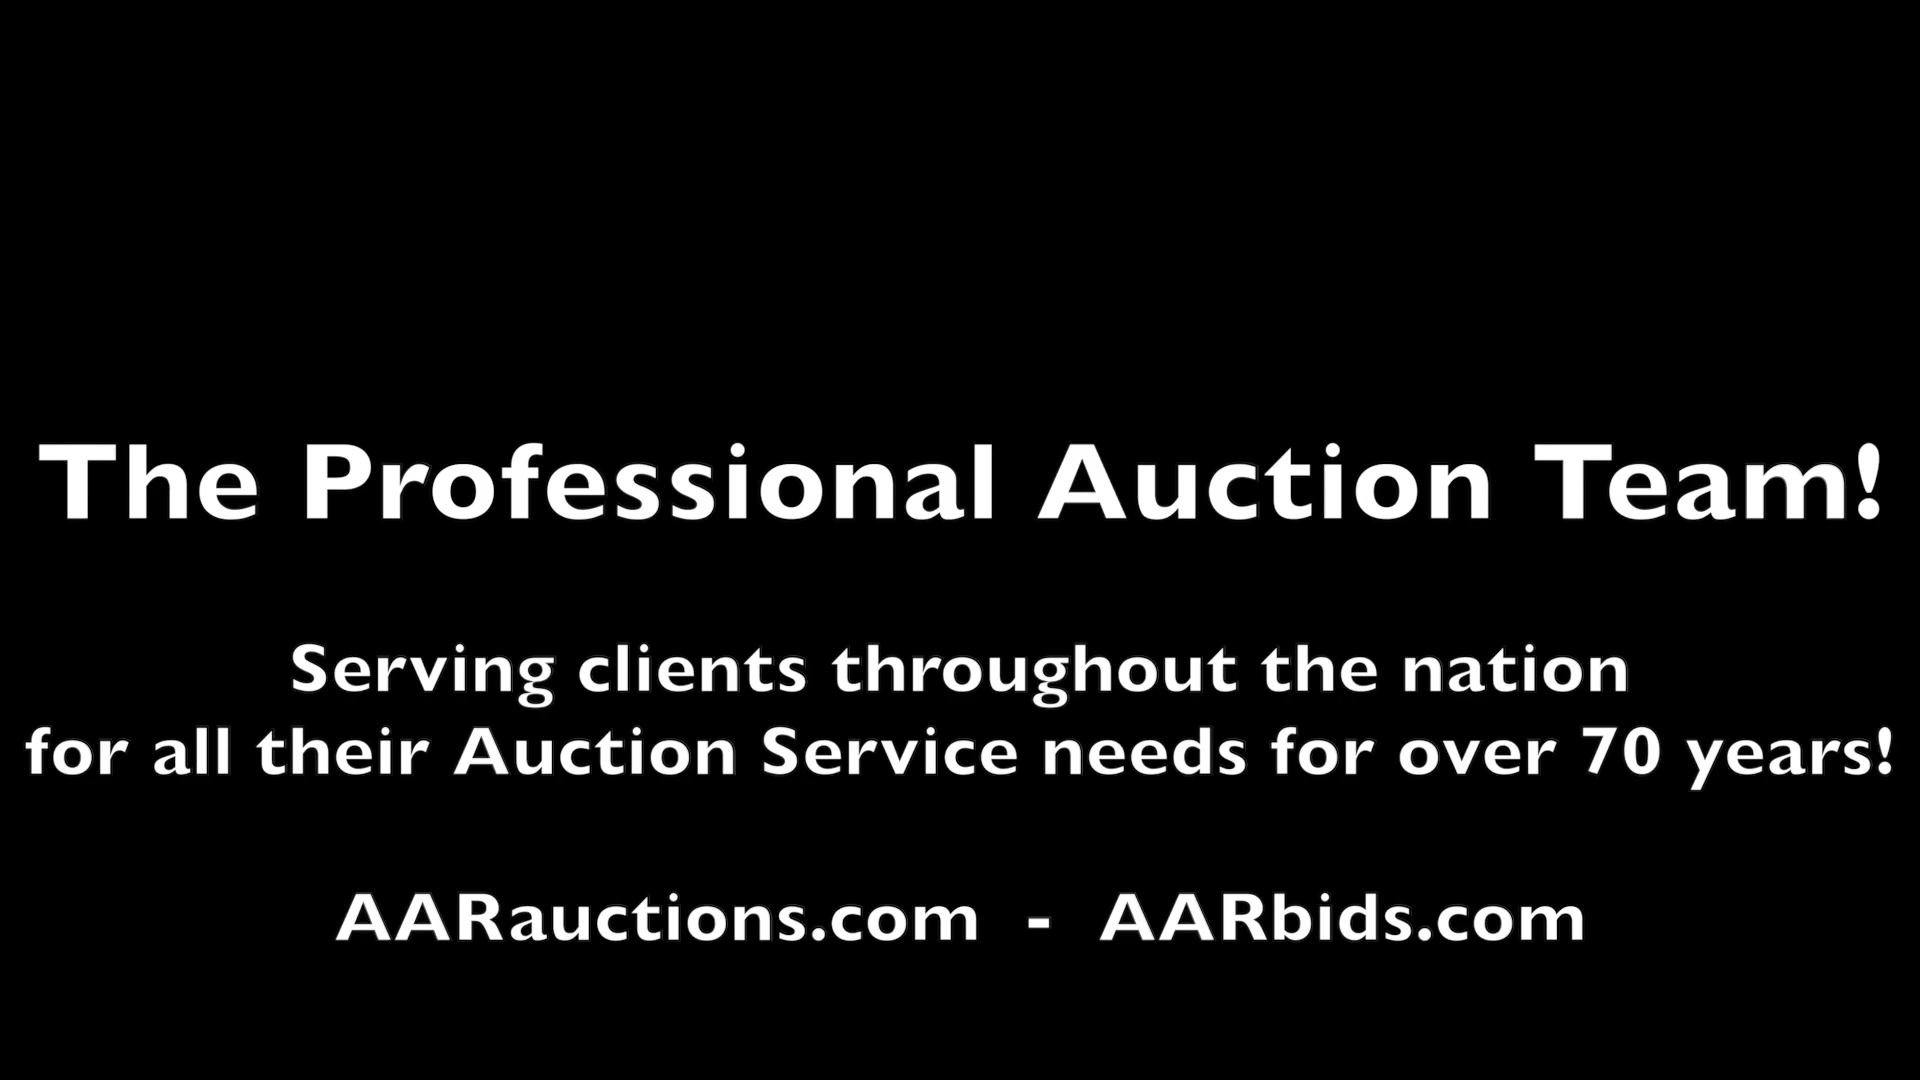 The Professional Auction Team!
Serving clients throughout the nation
for all their Auction Service needs for over 70 years!
AARauctions.com - AARbids.com